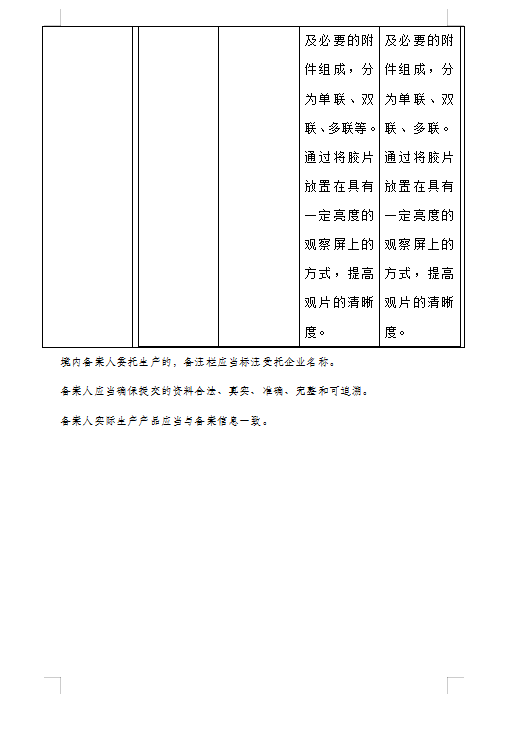 及必要的附
件组成，分
为单联、双
联、多联等。
通过将胶片
放置在具有
一定亮度的
观察屏上的
方式，提高
观片的清晰
度。
及必要的附
件组成，分
为单联、双
联、多联。
通过将胶片
放置在具有
一定亮度的
观察屏上的
方式，提高
观片的清晰
度。
境内备案人委托生产的，备注栏应当标注受托企业名称。
备案人应当确保提交的资料合法、真实、准确、完整和可追溯。
备案人实际生产产品应当与备案信息一致。